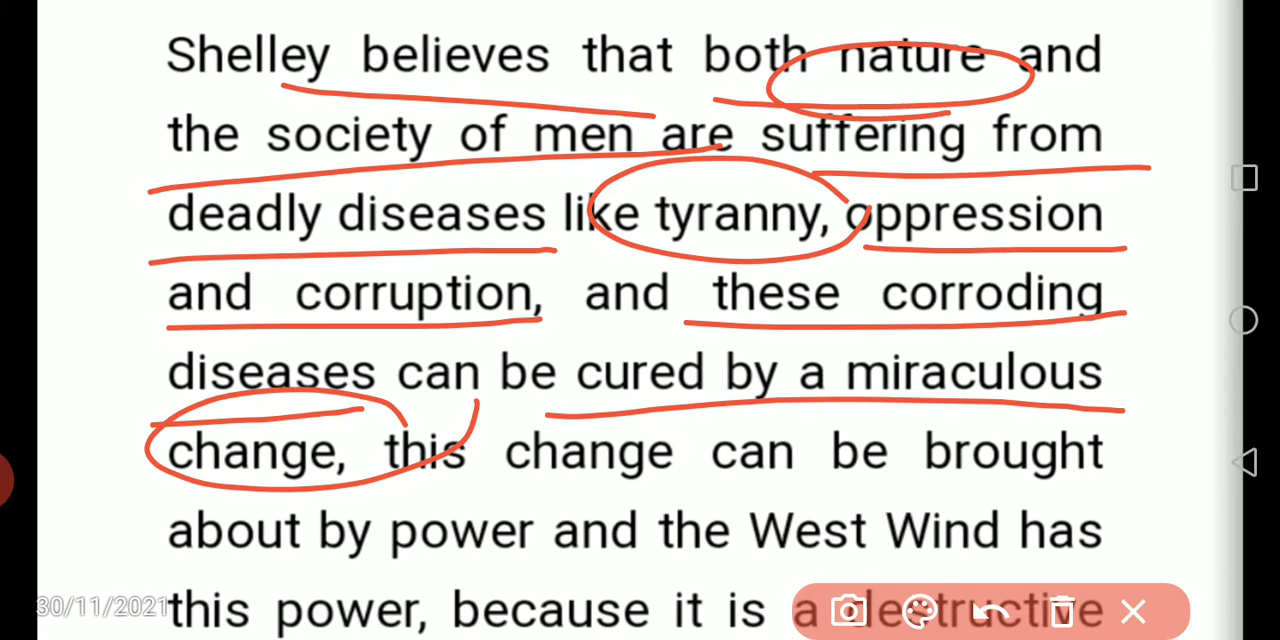 Shelley believes that both nature and
the society of men are suffering from
deadly diseases like tyranny, oppression
and corruption, and these corroding
diseases can be cured by a miraculous
change, this change can be brought
about by power and the West Wind has
this power, because it is a destructive
30/11/2021